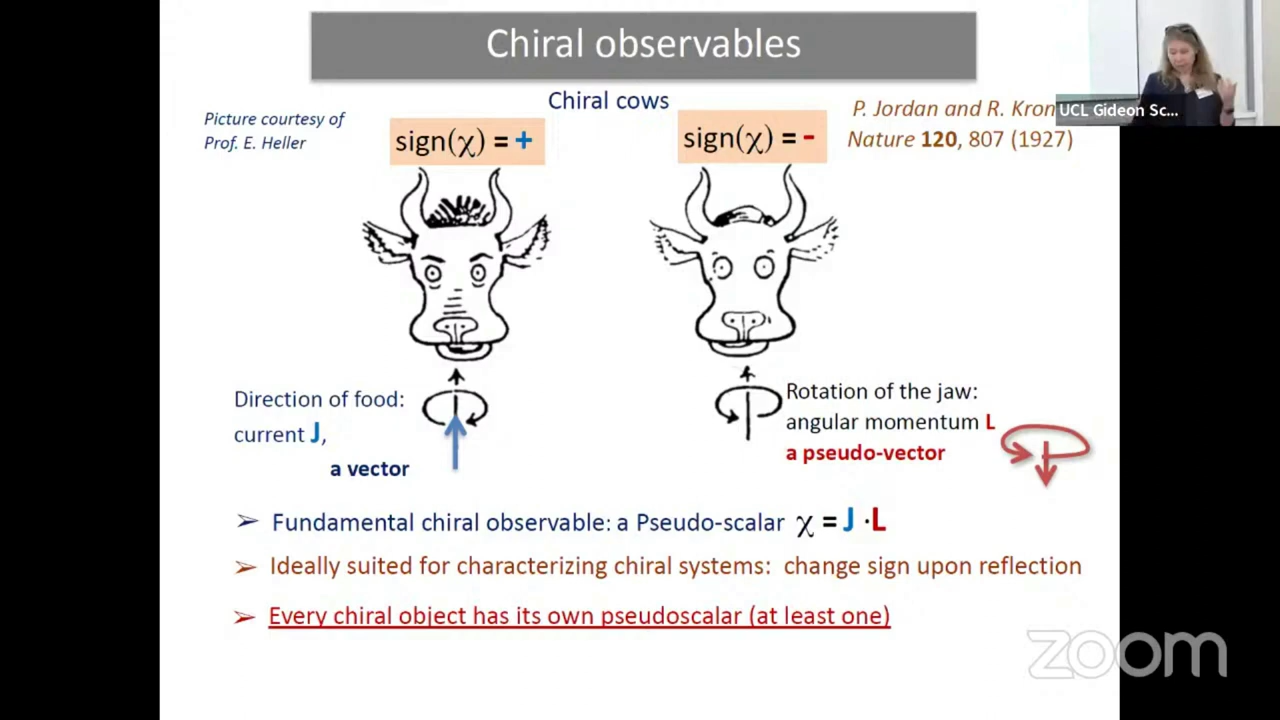 Chiral observables
Chiral cows
Picture courtesy of
Prof. E. Heller
sign(χ) = +
sign(χ) = -
P. Jordan and R. Kron
Nature 120, 807 (1927)
UCL Gideon Sc...
Direction of food:
current J,
a vector
Rotation of the jaw:
angular momentum L
a pseudo-vector
➢ Fundamental chiral observable: a Pseudo-scalar χ = J · L
➢ Ideally suited for characterizing chiral systems: change sign upon reflection
➢ Every chiral object has its own pseudoscalar (at least one)
zoom